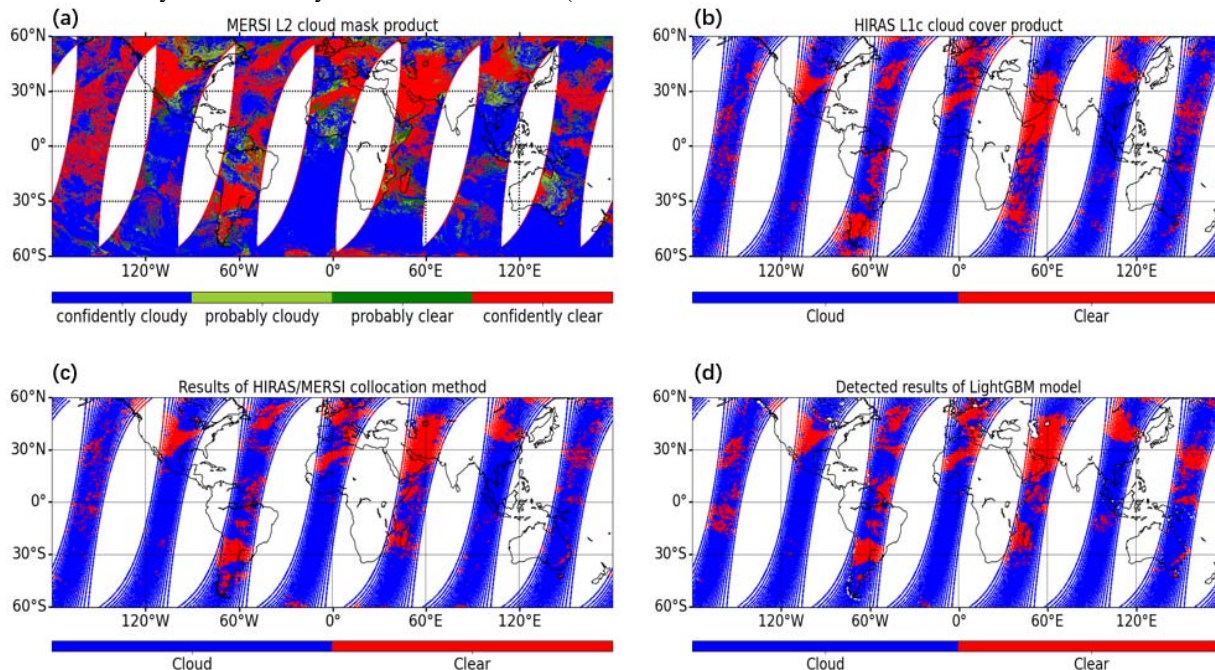 (a)
MERSI L2 cloud mask product
60°N
30°N
0°
30°S
60°S
120°W 60°W 0° 60°E 120°E
confidently cloudy probably cloudy probably clear confidently clear
(b)
HIRAS L1c cloud cover product
60°N
30°N
0°
30°S
60°S
120°W 60°W 0° 60°E 120°E
Cloud Clear
(c)
Results of HIRAS/MERSI collocation method
60°N
30°N
0°
30°S
60°S
120°W 60°W 0° 60°E 120°E
Cloud Clear
(d)
Detected results of LightGBM model
60°N
30°N
0°
30°S
60°S
120°W 60°W 0° 60°E 120°E
Cloud Clear